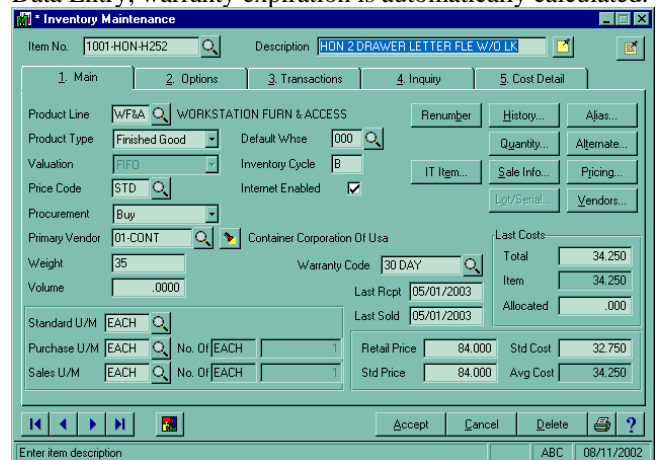 Data Entry, warranty expiration is automatically calculated.
* Inventory Maintenance
Item No. 1001-HON-H252 Description HON 2 DRAWER LETTER FLE W/O LK
1. Main 2. Options 3. Transactions 4. Inquiry 5. Cost Detail
Product Line WF&A WORKSTATION FURN & ACCESS Renumber History... Alias...
Product Type Finished Good Default Whse 000 Quantity... Alternate...
Valuation FIFO Inventory Cycle B IT Item... Sale Info... Pricing...
Price Code STD Internet Enabled Lot/Serial... Vendors...
Procurement Buy
Primary Vendor 01-CONT Container Corporation Of Usa Last Costs
Weight 35 Warranty Code 30 DAY Total 34.250
Volume .0000 Last Rcpt 05/01/2003 Item 34.250
Last Sold 05/01/2003 Allocated .000
Standard U/M EACH
Purchase U/M EACH No. Of EACH 1 Retail Price 84.000 Std Cost 32.750
Sales U/M EACH No. Of EACH 1 Std Price 84.000 Avg Cost 34.250
Accept Cancel Delete ?
Enter item description ABC 08/11/2002